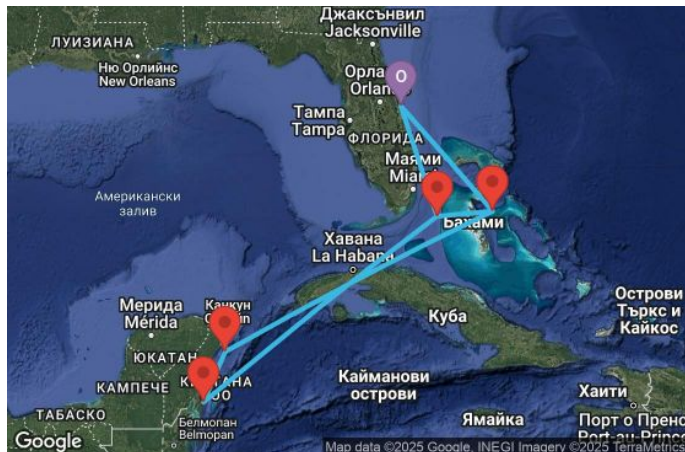 Джаксънвил
Jacksonville
ЛУИЗИАНА
Ню Орлийнс
New Orleans
Орла
Orlan
O
Тампа
Tampa
ФЛОРИДА
Маями
Miami
Американски
залив
Бахами
Хавана
La Habana
Канкун
Мерида
Mérida
Куба
Острови
Търкс и
Кайкос
ЮКАТАН
КАМПЕЧЕ
Кайманови
острови
Хаити
ТАБАСКО
Белмопан
Belmopan
Ямайка
Порт о Пренс
Port-au-Prince
Google
Map data ©2025 Google, INEGI Imagery ©2025 TerraMetrics